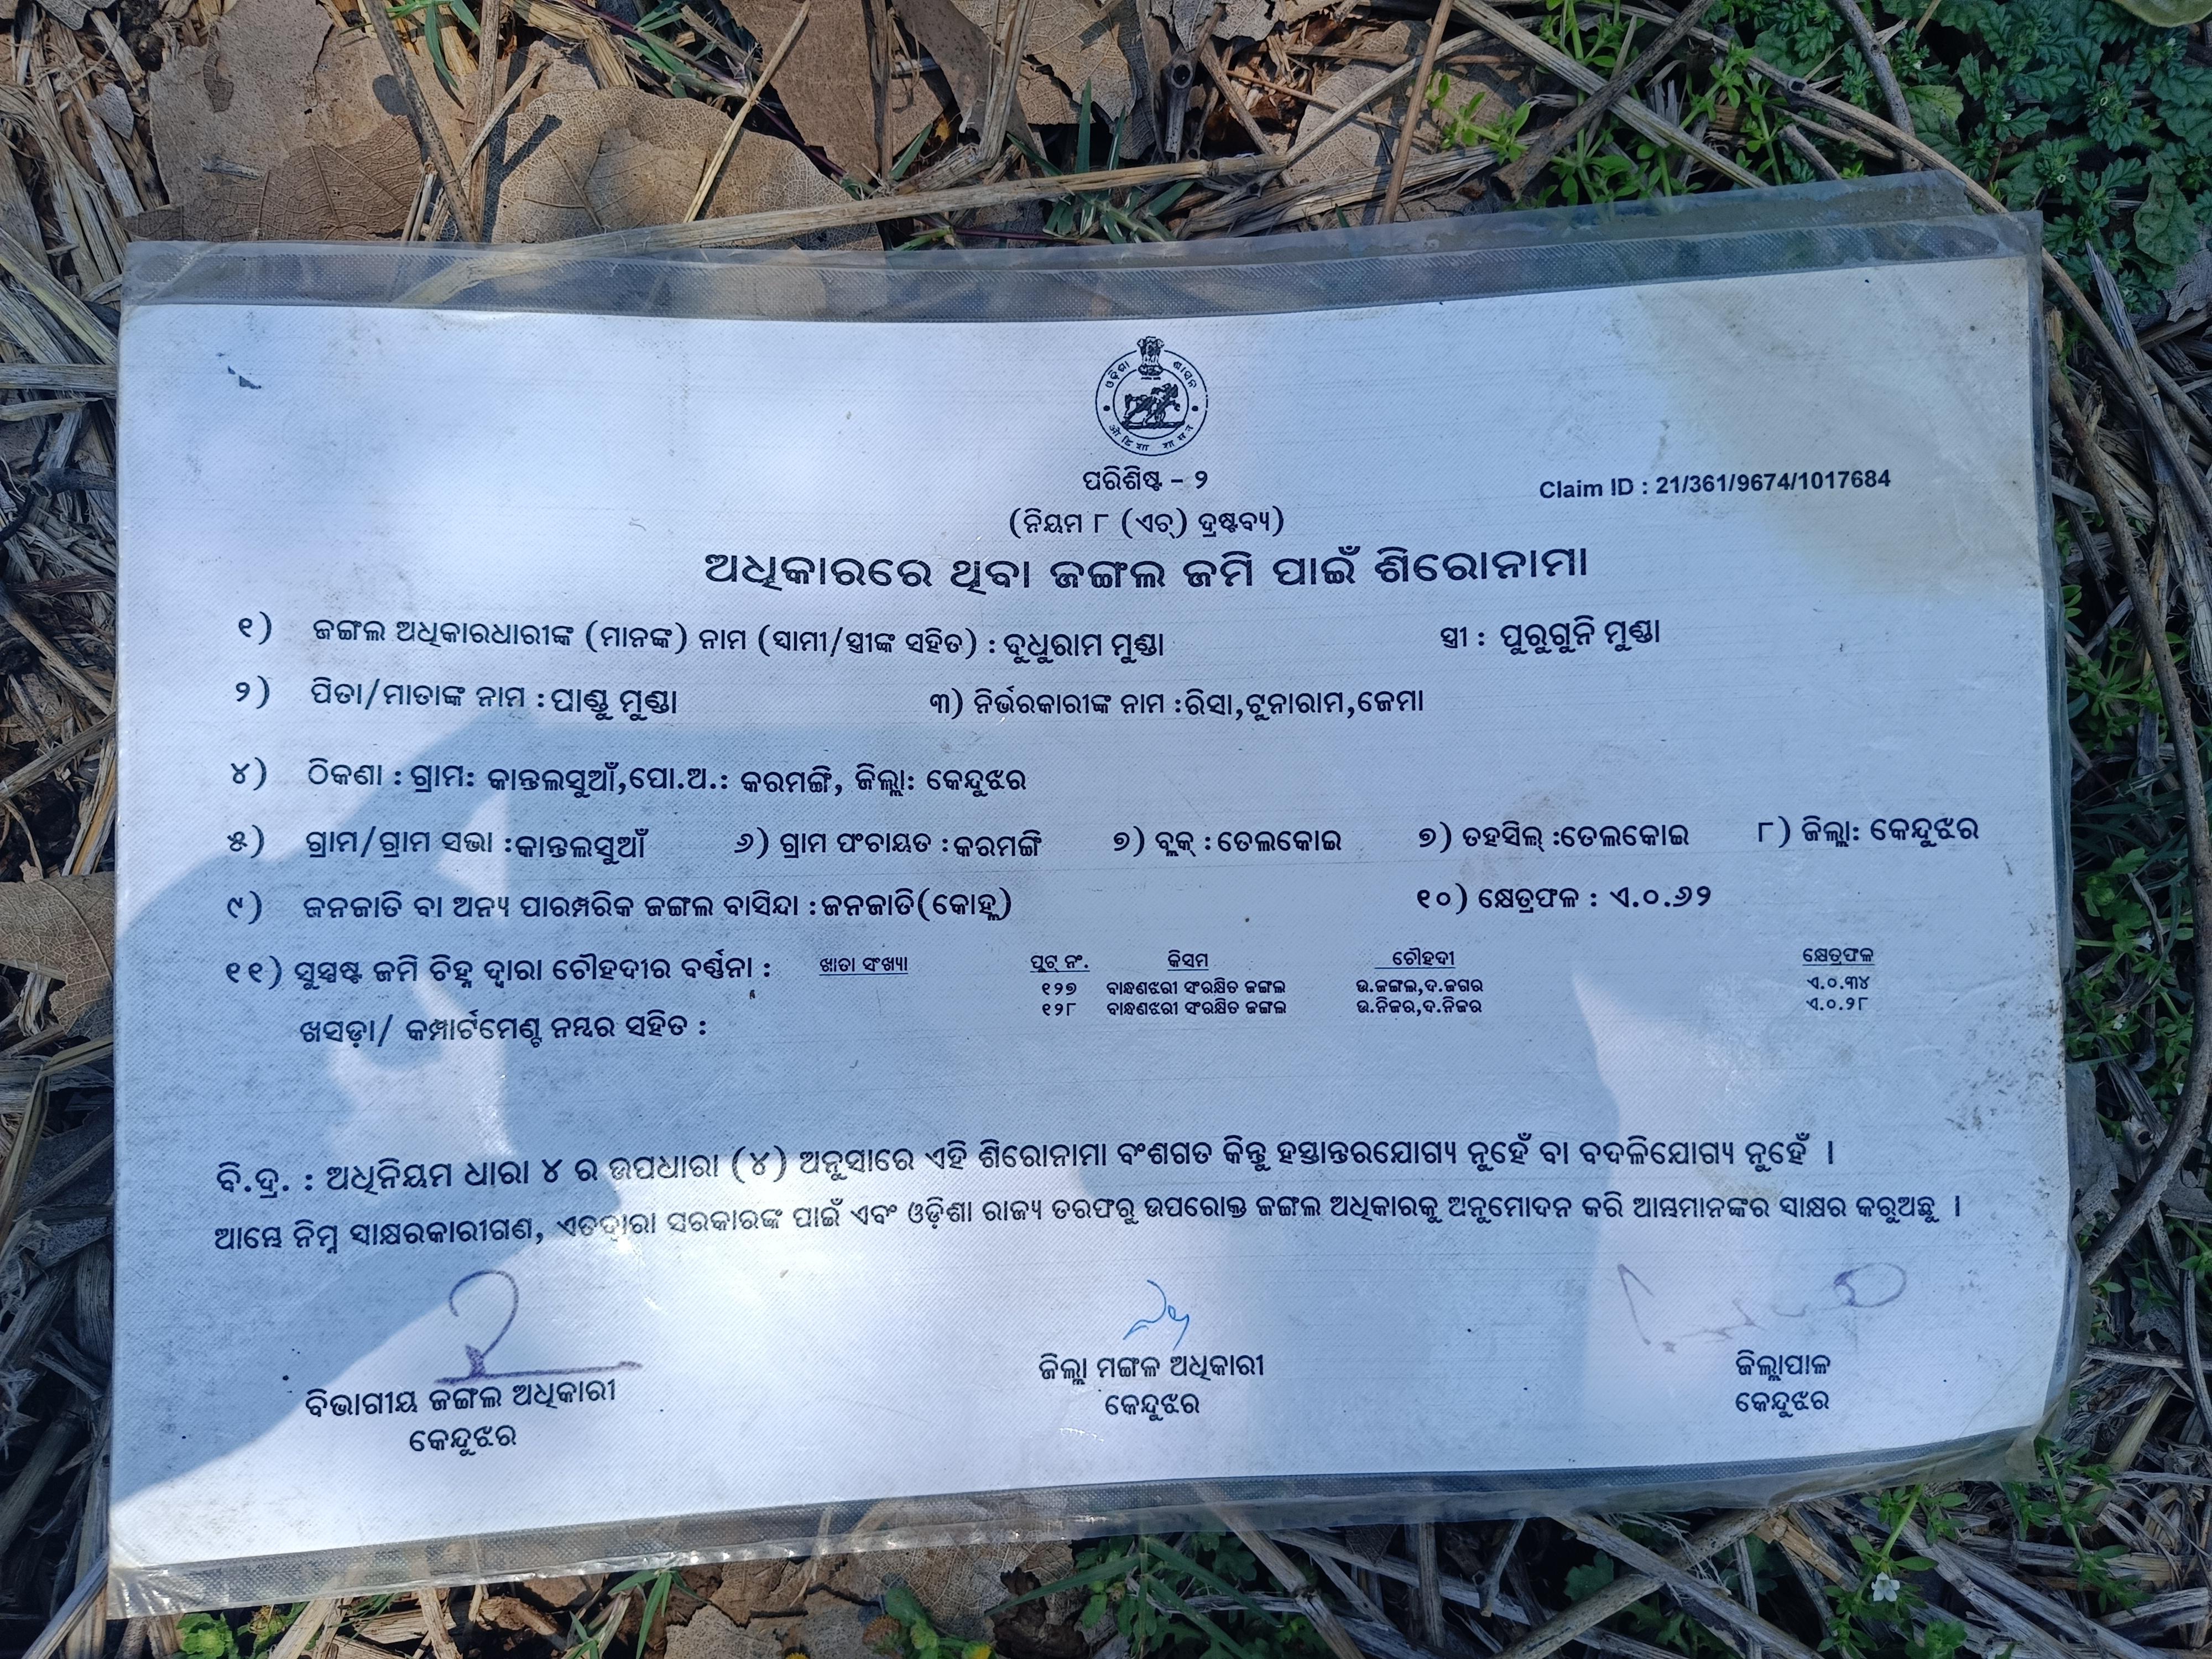 ଓଡ଼ିଶା ଶାସନ
ओडिशा शासन
ପରିଶିଷ୍ଟ - ୨
Claim ID : 21/361/9674/1017684
(ନିୟମ ୮ (ଏଚ୍) ଦ୍ରଷ୍ଟବ୍ୟ)
ଅଧିକାରରେ ଥିବା ଜଙ୍ଗଲ ଜମି ପାଇଁ ଶିରୋନାମା
୧) ଜଙ୍ଗଲ ଅଧିକାରଧାରୀଙ୍କ (ମାନଙ୍କ) ନାମ (ସ୍ୱାମୀ/ସ୍ତ୍ରୀଙ୍କ ସହିତ) : ବୁଧୁରାମ ମୁଣ୍ଡା ସ୍ତ୍ରୀ : ପୁରୁଗୁନି ମୁଣ୍ଡା
୨) ପିତା/ମାତାଙ୍କ ନାମ : ପାଣ୍ଡୁ ମୁଣ୍ଡା ୩) ନିର୍ଭରକାରୀଙ୍କ ନାମ : ରିସା,ଟୁନାରାମ,ଜେମା
୪) ଠିକଣା : ଗ୍ରାମ: କାନ୍ତଲସୁଆଁ,ପୋ.ଅ.: କରମଙ୍ଗି, ଜିଲ୍ଲା: କେନ୍ଦୁଝର
୫) ଗ୍ରାମ/ଗ୍ରାମ ସଭା :କାନ୍ତଲସୁଆଁ ୬) ଗ୍ରାମ ପଂଚାୟତ : କରମଙ୍ଗି ୭) ବ୍ଲକ୍ : ତେଲକୋଇ ୭) ତହସିଲ୍ :ତେଲକୋଇ ୮) ଜିଲ୍ଲା: କେନ୍ଦୁଝର
୯) ଜନଜାତି ବା ଅନ୍ୟ ପାରମ୍ପରିକ ଜଙ୍ଗଲ ବାସିନ୍ଦା : ଜନଜାତି(କୋହ୍ଲ) ୧୦) କ୍ଷେତ୍ରଫଳ : ଏ.୦.୬୨
୧୧) ସୁସ୍ପଷ୍ଟ ଜମି ଚିହ୍ନ ଦ୍ୱାରା ଚୌହଦୀର ବର୍ଣ୍ଣନା : ଖାତା ସଂଖ୍ୟା ପ୍ଲଟ୍ ନଂ. କିସମ ଚୌହଦୀ କ୍ଷେତ୍ରଫଳ
୧୨୭ ବାନ୍ଧଣଝରୀ ସଂରକ୍ଷିତ ଜଙ୍ଗଲ ଉ.ଜଙ୍ଗଲ,ଦ.ଜଗର ଏ.୦.୩୪
୧୨୮ ବାନ୍ଧଣଝରୀ ସଂରକ୍ଷିତ ଜଙ୍ଗଲ ଉ.ନିଜର,ଦ.ନିଜର ଏ.୦.୨୮
ଖସଡ଼ା/ କମ୍ପାର୍ଟମେଣ୍ଟ ନମ୍ବର ସହିତ :
ବି.ଦ୍ର. : ଅଧିନିୟମ ଧାରା ୪ ର ଉପଧାରା (୪) ଅନୁସାରେ ଏହି ଶିରୋନାମା ବଂଶଗତ କିନ୍ତୁ ହସ୍ତାନ୍ତରଯୋଗ୍ୟ ନୁହେଁ ବା ବଦଳିଯୋଗ୍ୟ ନୁହେଁ ।
ଆମ୍ଭେ ନିମ୍ନ ସାକ୍ଷରକାରୀଗଣ, ଏତଦ୍ୱାରା ସରକାରଙ୍କ ପାଇଁ ଏବଂ ଓଡ଼ିଶା ରାଜ୍ୟ ତରଫରୁ ଉପରୋକ୍ତ ଜଙ୍ଗଲ ଅଧିକାରକୁ ଅନୁମୋଦନ କରି ଆମ୍ଭମାନଙ୍କର ସାକ୍ଷର କରୁଅଛୁ ।
ବିଭାଗୀୟ ଜଙ୍ଗଲ ଅଧିକାରୀ ଜିଲ୍ଲା ମଙ୍ଗଳ ଅଧିକାରୀ ଜିଲ୍ଲାପାଳ
କେନ୍ଦୁଝର କେନ୍ଦୁଝର କେନ୍ଦୁଝର